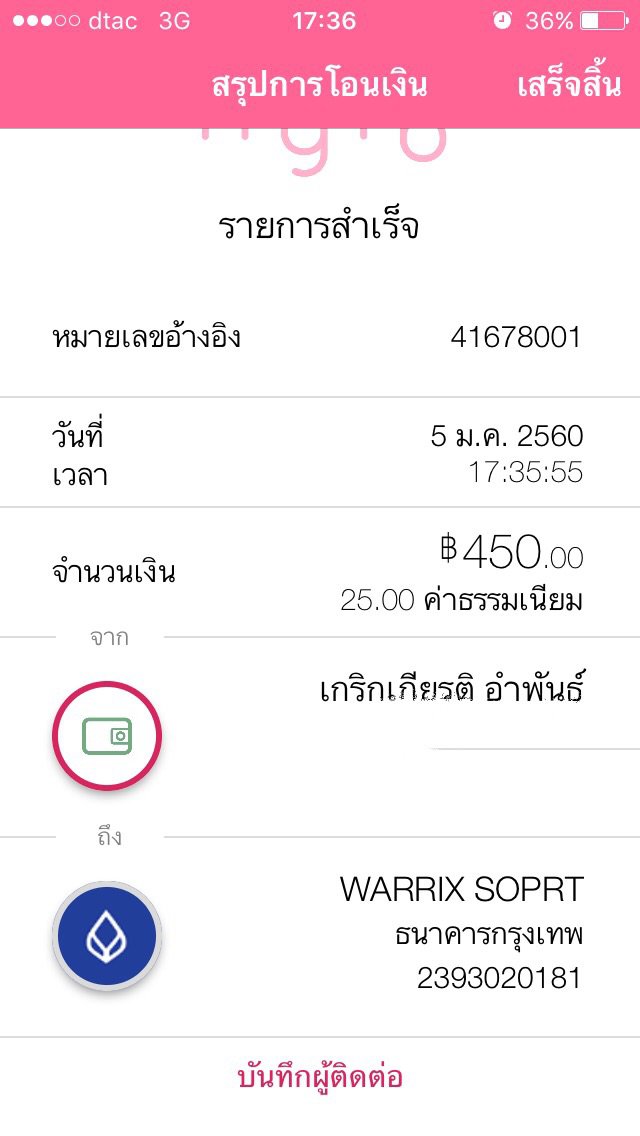 dtac 3G 17:36 36%
สรุปการโอนเงิน เสร็จสิ้น
รายการสำเร็จ
หมายเลขอ้างอิง 41678001
วันที่ 5 ม.ค. 2560
เวลา 17:35:55
จำนวนเงิน ฿450.00
25.00 ค่าธรรมเนียม
จาก
เกริกเกียรติ อำพันธ์
ถึง
WARRIX SOPRT
ธนาคารกรุงเทพ
2393020181
บันทึกผู้ติดต่อ